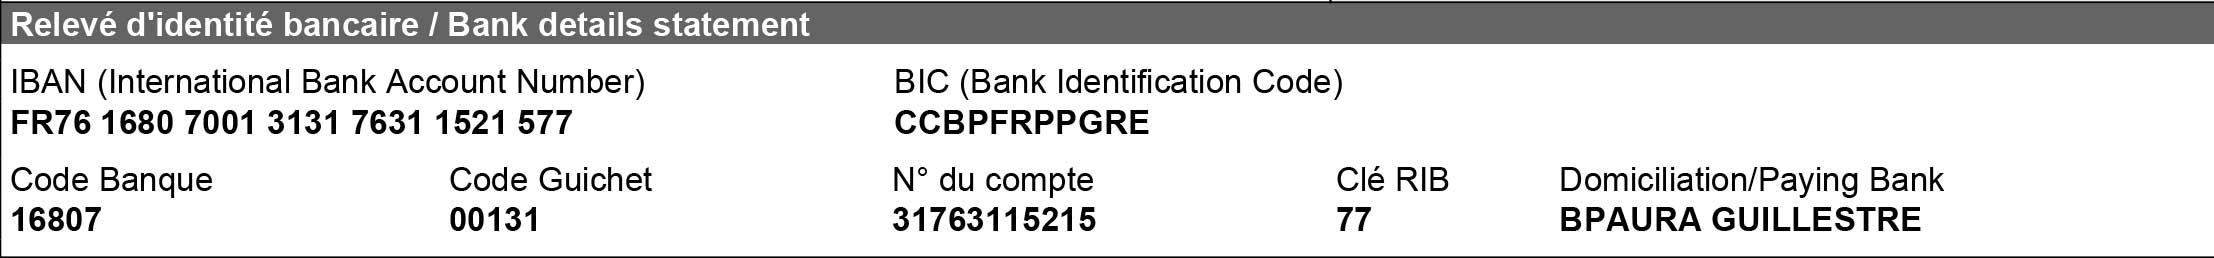 Relevé d'identité bancaire / Bank details statement
IBAN (International Bank Account Number) BIC (Bank Identification Code)
FR76 1680 7001 3131 7631 1521 577 CCBPFRPPGRE
Code Banque Code Guichet N° du compte Clé RIB Domiciliation/Paying Bank
16807 00131 31763115215 77 BPAURA GUILLESTRE